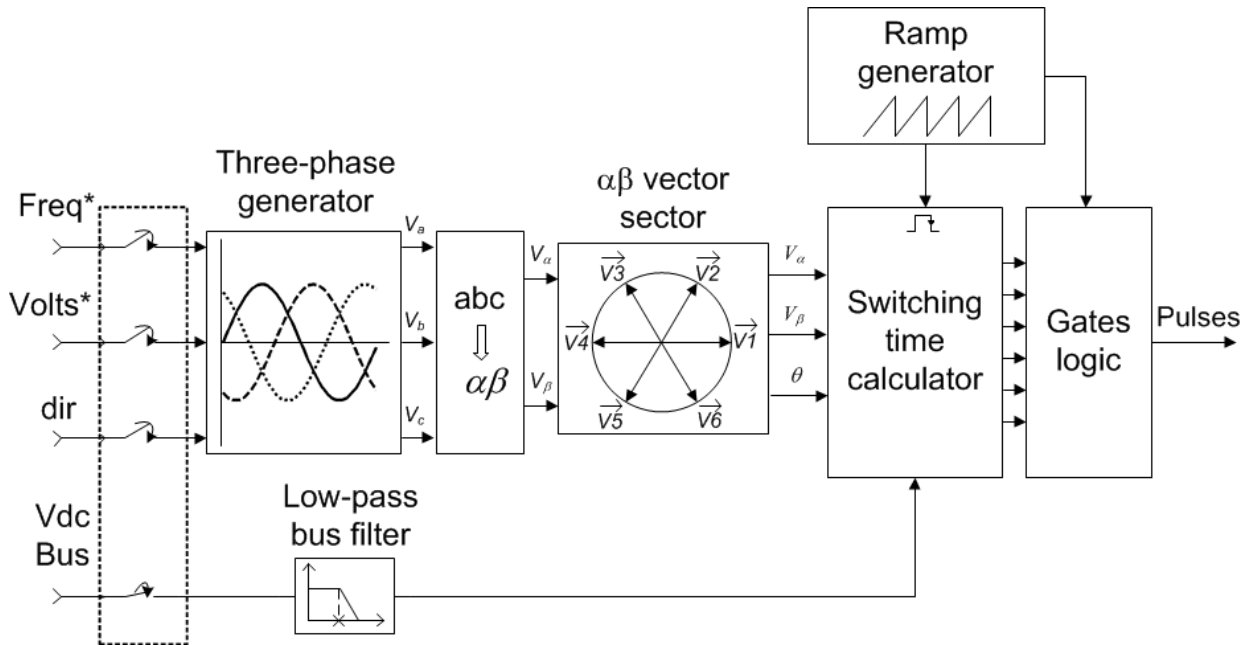 Ramp
generator
Three-phase
generator
αβ vector
sector
Freq*
Volts*
dir
Vdc
Bus
Va
Vb
Vc
abc
αβ
Vα
Vβ
V3
V2
V4
V1
V5
V6
Vα
Vβ
θ
Switching
time
calculator
Gates
logic
Pulses
Low-pass
bus filter